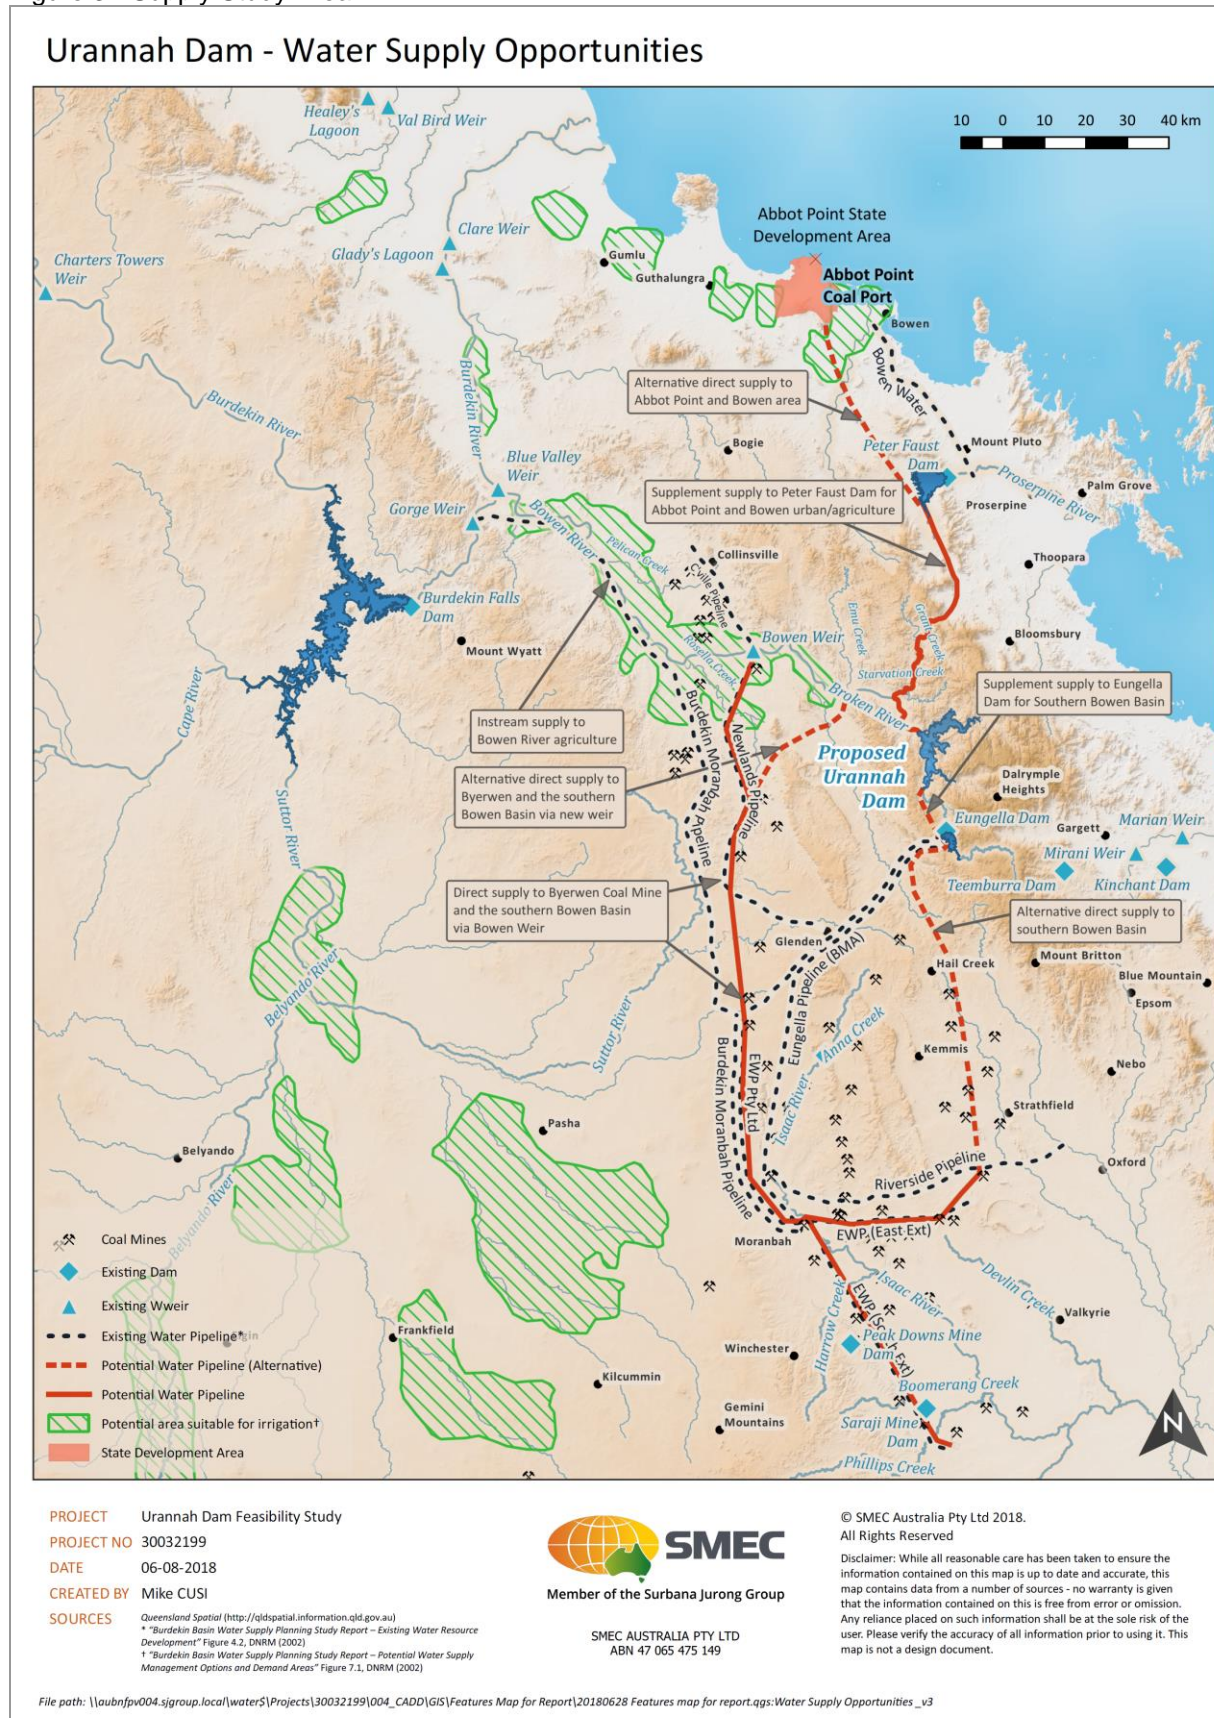 Urannah Dam - Water Supply Opportunities
Healey's
Lagoon
Val Bird Weir
10 0 10 20 30 40 km
Abbot Point State
Development Area
Clare Weir
Glady's Lagoon
Gumlu
Guthalungra
Charters Towers
Weir
Abbot Point
Coal Port
Bowen
Bowen Water
Burdekin River
Burdekin River
Alternative direct supply to
Abbot Point and Bowen area
Bogie
Mount Pluto
Peter Faust
Dam
Proserpine River
Palm Grove
Proserpine
Blue Valley
Weir
Gorge Weir
Bowen River
Supplement supply to Peter Faust Dam for
Abbot Point and Bowen urban/agriculture
Pelican Creek
Collinsville
C'ville Pipeline
Thoopara
Burdekin Falls
Dam
Emu Creek
Grant Creek
Mount Wyatt
Bowen Weir
Bloomsbury
Rosella Creek
Starvation Creek
Cape River
Broken River
Supplement supply to Eungella
Dam for Southern Bowen Basin
Instream supply to
Bowen River agriculture
Burdekin Moranbah Pipeline
Newlands Pipeline
Proposed
Urannah
Dam
Alternative direct supply to
Byerwen and the southern
Bowen Basin via new weir
Dalrymple
Heights
Suttor River
Eungella Dam
Gargett
Marian Weir
Mirani Weir
Teemburra Dam
Kinchant Dam
Direct supply to Byerwen Coal Mine
and the southern Bowen Basin
via Bowen Weir
Alternative direct supply to
southern Bowen Basin
Glenden
Eungella Pipeline (BMA)
Hail Creek
Mount Britton
Blue Mountain
Epsom
Belyando River
Suttor River
Anna Creek
Kemmis
Nebo
Burdekin Moranbah Pipeline
EWP Pty Ltd
Isaac River
Strathfield
Pasha
Belyando
Oxford
Riverside Pipeline
Belyando River
Moranbah
EWP (East Ext)
Coal Mines
Existing Dam
Existing Wweir
Existing Water Pipeline*
Potential Water Pipeline (Alternative)
Potential Water Pipeline
Potential area suitable for irrigation†
State Development Area
Frankfield
Kilcummin
Winchester
Gemini
Mountains
Harrow Creek
Isaac River
Devlin Creek
Valkyrie
Peak Downs Mine
Dam
Boomerang Creek
Saraji Mine
Dam
Phillips Creek
N
PROJECT Urannah Dam Feasibility Study
PROJECT NO 30032199
DATE 06-08-2018
CREATED BY Mike CUSI
SOURCES Queensland Spatial (http://qldspatial.information.qld.gov.au)
* "Burdekin Basin Water Supply Planning Study Report – Existing Water Resource
Development" Figure 4.2, DNRM (2002)
† "Burdekin Basin Water Supply Planning Study Report – Potential Water Supply
Management Options and Demand Areas" Figure 7.1, DNRM (2002)
SMEC
Member of the Surbana Jurong Group
SMEC AUSTRALIA PTY LTD
ABN 47 065 475 149
© SMEC Australia Pty Ltd 2018.
All Rights Reserved
Disclaimer: While all reasonable care has been taken to ensure the
information contained on this map is up to date and accurate, this
map contains data from a number of sources - no warranty is given
that the information contained on this is free from error or omission.
Any reliance placed on such information shall be at the sole risk of the
user. Please verify the accuracy of all information prior to using it. This
map is not a design document.
File path: \\aubnfpv004.sjgroup.local\water$\Projects\30032199\004_CADD\GIS\Features Map for Report\20180628 Features map for report.qgs:Water Supply Opportunities _v3